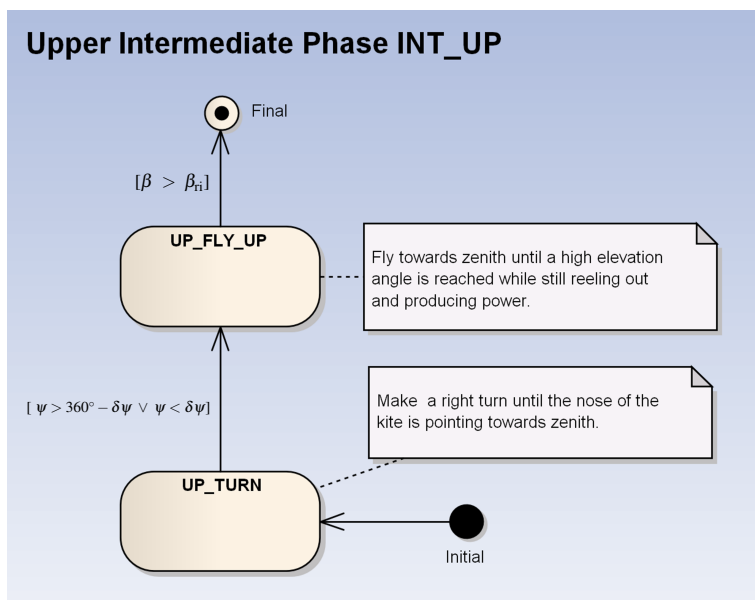 Upper Intermediate Phase INT_UP
Final
[β > β_ri]
UP_FLY_UP
Fly towards zenith until a high elevation
angle is reached while still reeling out
and producing power.
[ ψ > 360° − δψ ∨ ψ < δψ]
Make a right turn until the nose of the
kite is pointing towards zenith.
UP_TURN
Initial